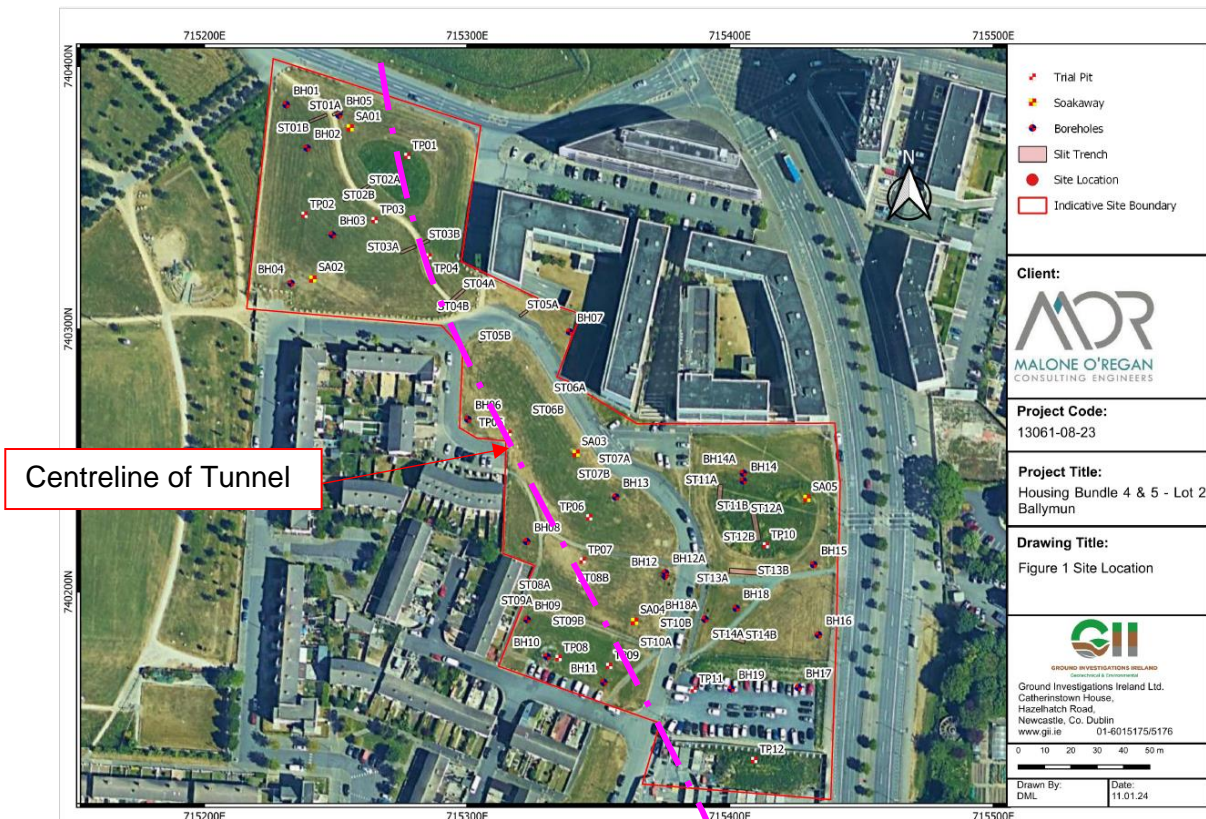 715200E
715300E
715400E
715500E
740400N
740300N
740200N
BH01
ST01A
BH05
SA01
ST01B
BH02
TP01
ST02A
ST02B
TP02
TP03
BH03
ST03B
ST03A
TP04
BH04
SA02
ST04A
ST04B
ST05A
BH07
ST05B
ST06A
BH06
ST06B
SA03
ST07A
ST07B
BH13
BH14A
BH14
ST11A
SA05
ST11B
ST12A
TP06
BH08
ST12B
TP10
TP07
ST08B
BH12
BH12A
BH15
ST13A
ST13B
ST08A
ST09A
BH09
ST09B
SA04
BH18A
BH18
ST10B
ST10A
ST14A
ST14B
BH16
BH10
TP08
BH11
TP09
TP11
BH19
BH17
TP12
Centreline of Tunnel
N
Trial Pit
Soakaway
Boreholes
Slit Trench
Site Location
Indicative Site Boundary
Client:
MOR
MALONE O'REGAN
CONSULTING ENGINEERS
Project Code:
13061-08-23
Project Title:
Housing Bundle 4 & 5 - Lot 2
Ballymun
Drawing Title:
Figure 1 Site Location
GII
GROUND INVESTIGATIONS IRELAND
Geotechnical & Environmental
Ground Investigations Ireland Ltd.
Catherinstown House,
Hazelhatch Road,
Newcastle, Co. Dublin
www.gii.ie 01-6015175/5176
0 10 20 30 40 50 m
Drawn By:
DML
Date:
11.01.24
715200E
715300E
715400E
715500E